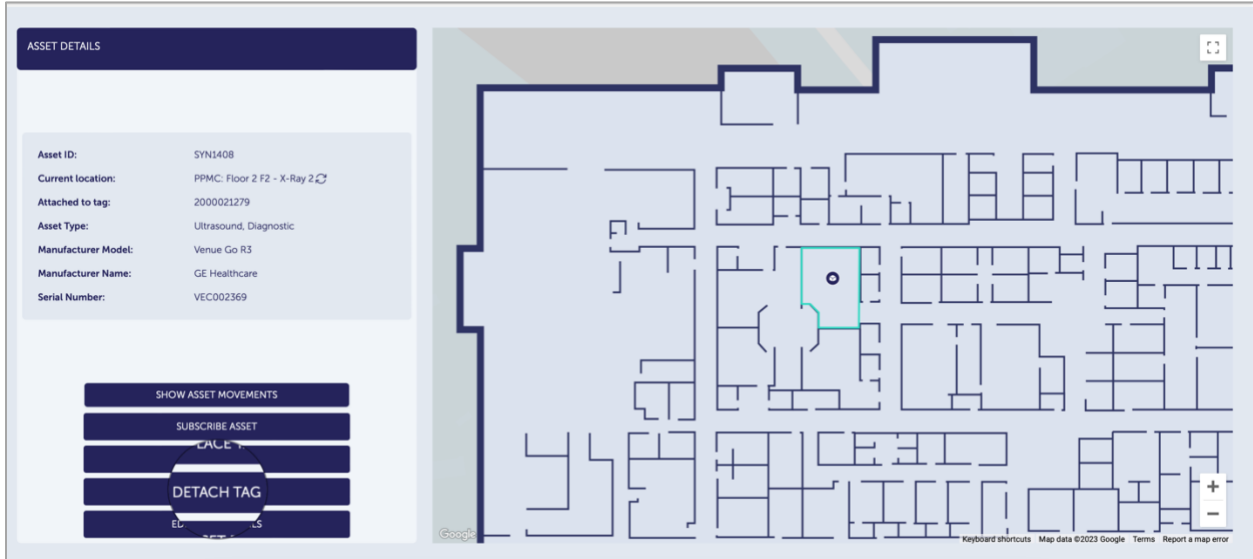 ASSET DETAILS
Asset ID: SYN1408
Current location: PPMC: Floor 2 F2 - X-Ray 2
Attached to tag: 2000021279
Asset Type: Ultrasound, Diagnostic
Manufacturer Model: Venue Go R3
Manufacturer Name: GE Healthcare
Serial Number: VEC002369
SHOW ASSET MOVEMENTS
SUBSCRIBE ASSET
DETACH TAG
Google
Keyboard shortcuts Map data ©2023 Google Terms Report a map error